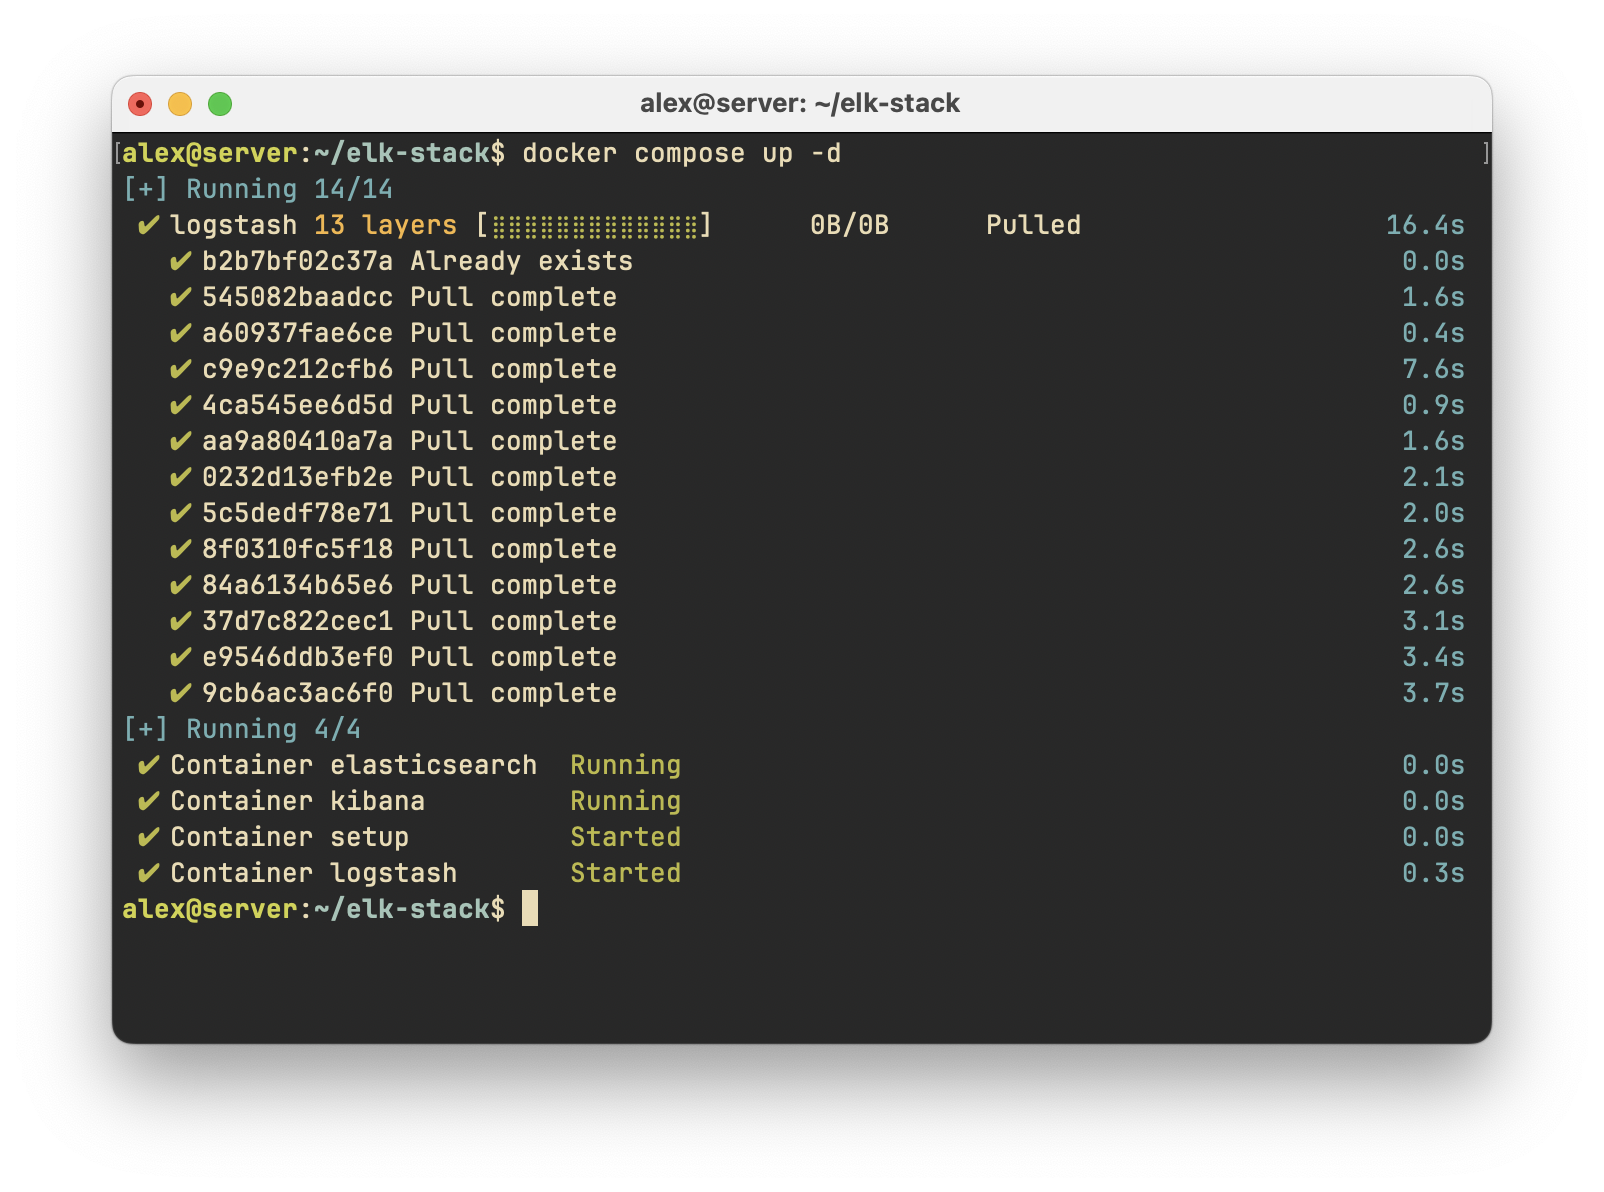 alex@server: ~/elk-stack
[alex@server:~/elk-stack$ docker compose up -d ]
[+] Running 14/14
✔ logstash 13 layers [⣿⣿⣿⣿⣿⣿⣿⣿⣿⣿⣿⣿⣿] 0B/0B Pulled 16.4s
✔ b2b7bf02c37a Already exists 0.0s
✔ 545082baadcc Pull complete 1.6s
✔ a60937fae6ce Pull complete 0.4s
✔ c9e9c212cfb6 Pull complete 7.6s
✔ 4ca545ee6d5d Pull complete 0.9s
✔ aa9a80410a7a Pull complete 1.6s
✔ 0232d13efb2e Pull complete 2.1s
✔ 5c5dedf78e71 Pull complete 2.0s
✔ 8f0310fc5f18 Pull complete 2.6s
✔ 84a6134b65e6 Pull complete 2.6s
✔ 37d7c822cec1 Pull complete 3.1s
✔ e9546ddb3ef0 Pull complete 3.4s
✔ 9cb6ac3ac6f0 Pull complete 3.7s
[+] Running 4/4
✔ Container elasticsearch Running 0.0s
✔ Container kibana Running 0.0s
✔ Container setup Started 0.0s
✔ Container logstash Started 0.3s
alex@server:~/elk-stack$